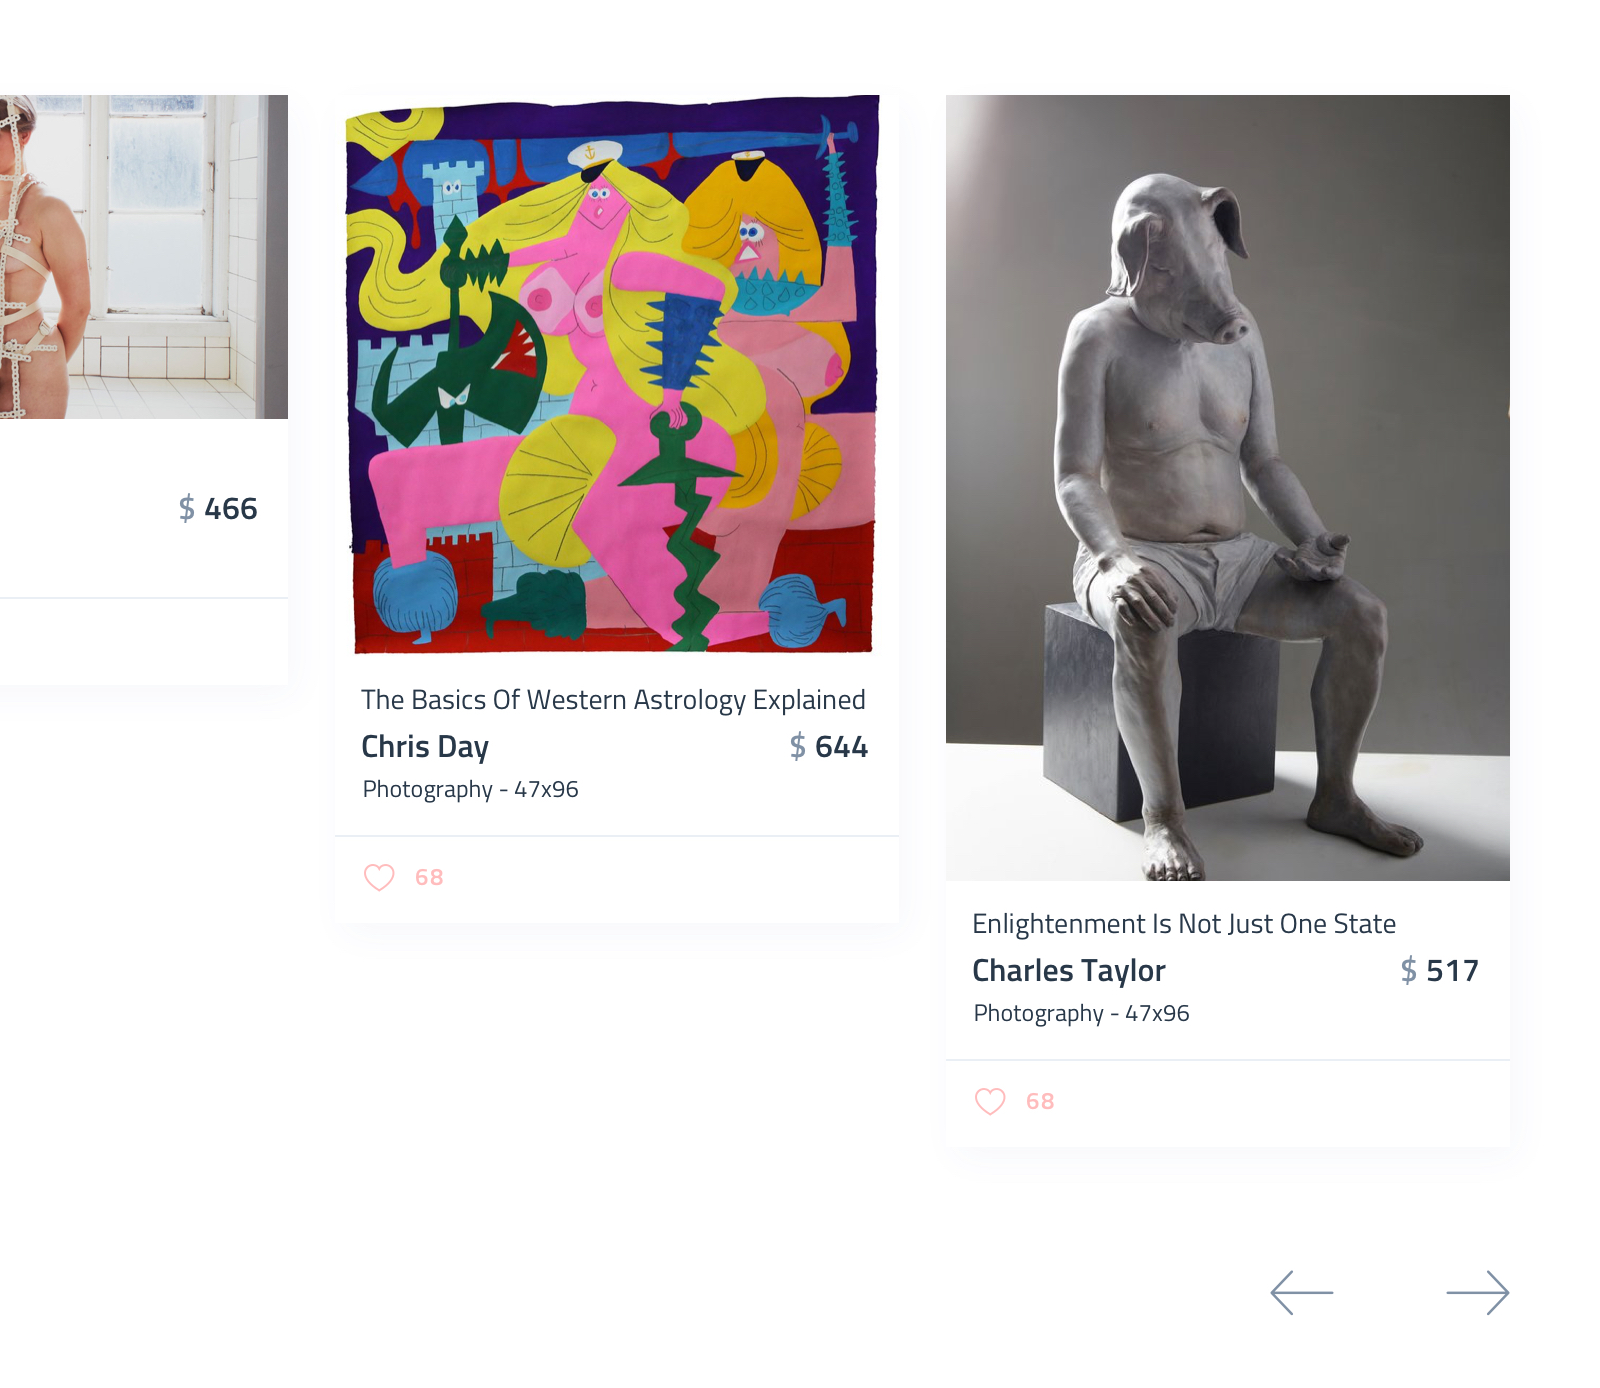 $ 466
The Basics Of Western Astrology Explained
Chris Day
$ 644
Photography - 47x96
68
Enlightenment Is Not Just One State
Charles Taylor
$ 517
Photography - 47x96
68